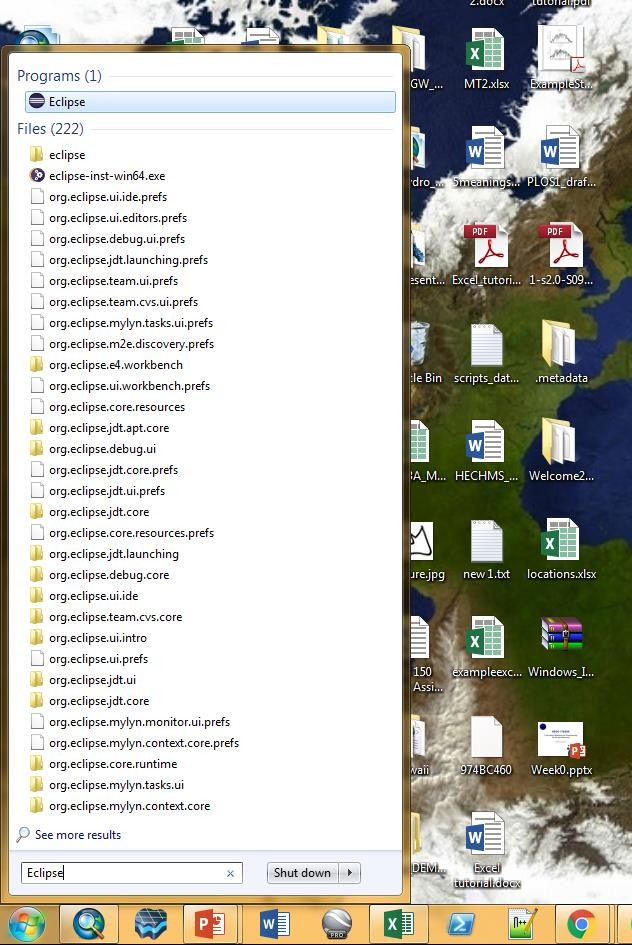 2.docx
tutorial.pdf
Programs (1)
Eclipse
Files (222)
eclipse
eclipse-inst-win64.exe
org.eclipse.ui.ide.prefs
org.eclipse.ui.editors.prefs
org.eclipse.debug.ui.prefs
org.eclipse.jdt.launching.prefs
org.eclipse.team.ui.prefs
org.eclipse.team.cvs.ui.prefs
org.eclipse.mylyn.tasks.ui.prefs
org.eclipse.m2e.discovery.prefs
org.eclipse.e4.workbench
org.eclipse.ui.workbench.prefs
org.eclipse.core.resources
org.eclipse.jdt.apt.core
org.eclipse.debug.ui
org.eclipse.jdt.core.prefs
org.eclipse.jdt.ui.prefs
org.eclipse.jdt.core
org.eclipse.core.resources.prefs
org.eclipse.jdt.launching
org.eclipse.debug.core
org.eclipse.ui.ide
org.eclipse.team.cvs.core
org.eclipse.ui.intro
org.eclipse.ui.prefs
org.eclipse.jdt.ui
org.eclipse.jdt.core
org.eclipse.mylyn.monitor.ui.prefs
org.eclipse.mylyn.context.core.prefs
org.eclipse.core.runtime
org.eclipse.mylyn.tasks.ui
org.eclipse.mylyn.context.core
See more results
Eclipse
Shut down
GW_...
MT2.xlsx
ExampleSt...
ydro_...
5meanings...
PLOS1_draf...
PDF
PDF
esent...
Excel_tutori...
1-s2.0-S09...
cle Bin
scripts_dat...
.metadata
BA_M...
HECHMS_...
Welcome2...
ure.jpg
new 1.txt
locations.xlsx
150
Assi...
exampleexc...
Windows_I...
waii
974BC460
Week0.pptx
DEM...
Excel
tutorial.docx
PRO